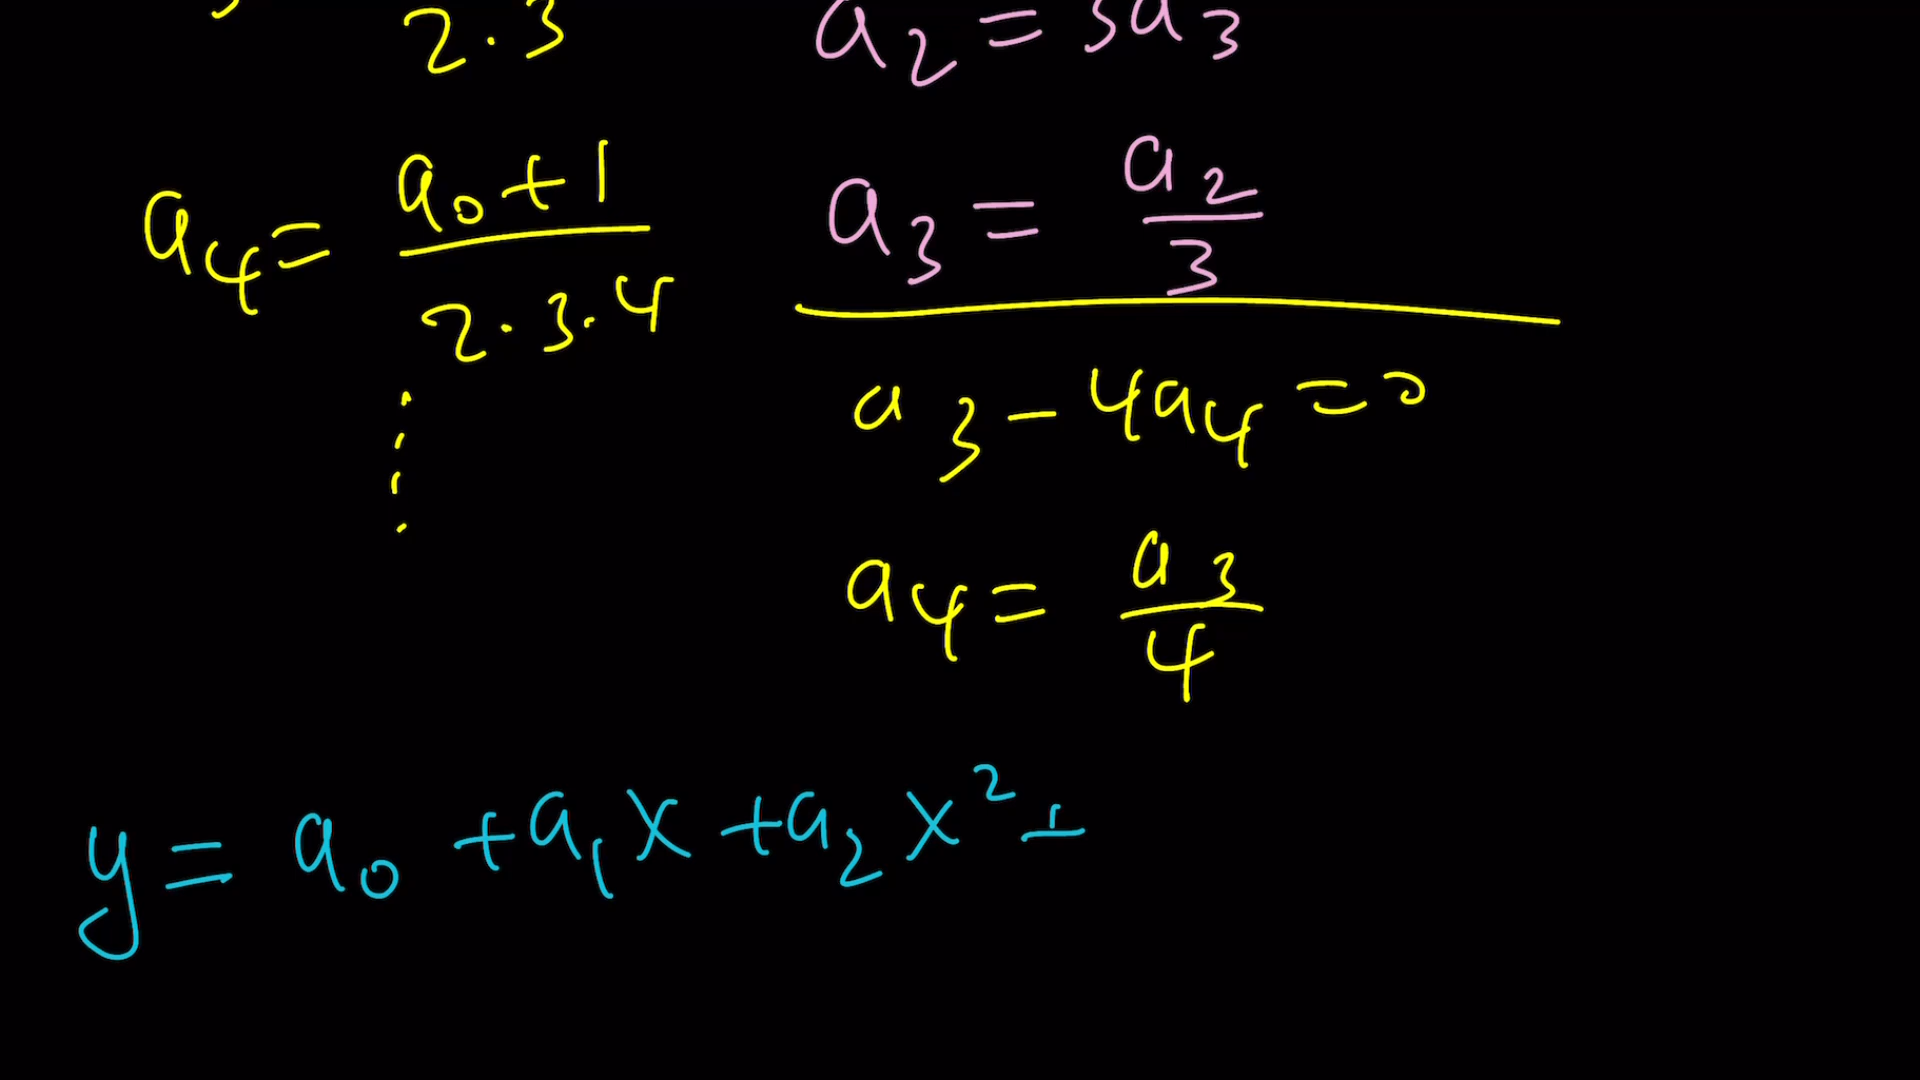 2·3
a₂ = 3a₃
a₄ = (a₀+1)/(2·3·4)
a₃ = a₂/3
a₃ - 4a₄ = 0
a₄ = a₃/4
y = a₀ + a₁x + a₂x² +